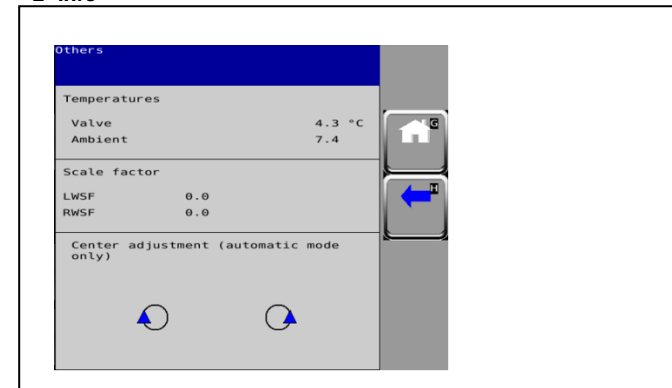 Others
Temperatures
Valve 4.3 °C
Ambient 7.4
G
Scale factor
H
LWSF 0.0
RWSF 0.0
Center adjustment (automatic mode
only)